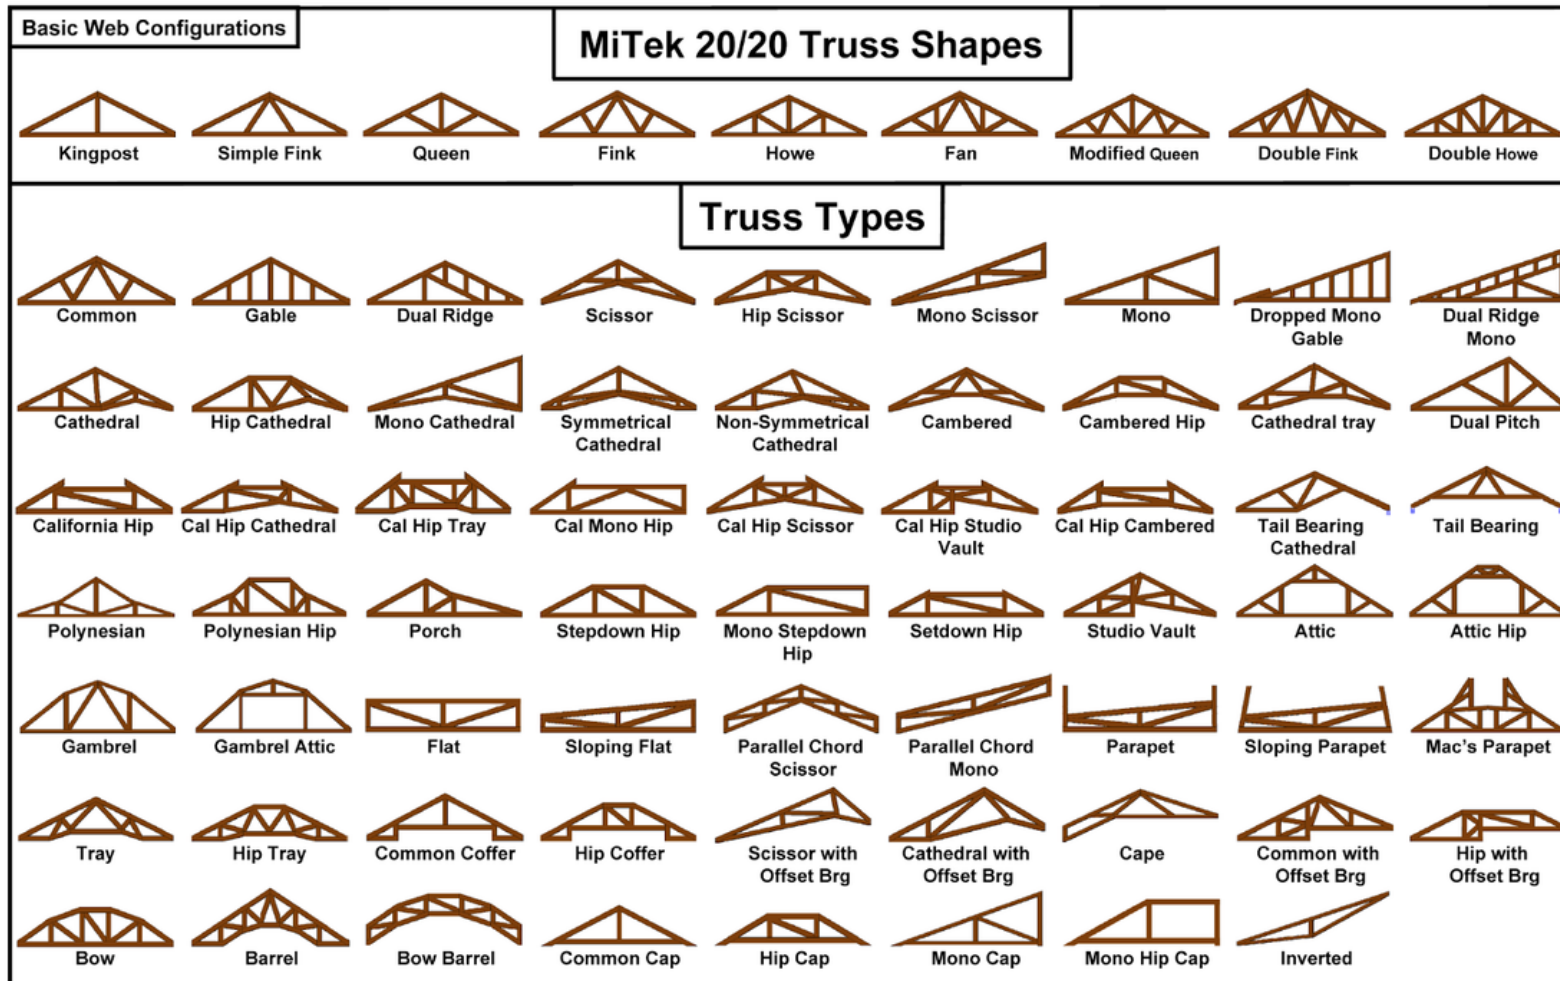 Basic Web Configurations
MiTek 20/20 Truss Shapes
Kingpost
Simple Fink
Queen
Fink
Howe
Fan
Modified Queen
Double Fink
Double Howe
Truss Types
Common
Gable
Dual Ridge
Scissor
Hip Scissor
Mono Scissor
Mono
Dropped Mono
Gable
Dual Ridge
Mono
Cathedral
Hip Cathedral
Mono Cathedral
Symmetrical
Cathedral
Non-Symmetrical
Cathedral
Cambered
Cambered Hip
Cathedral tray
Dual Pitch
California Hip
Cal Hip Cathedral
Cal Hip Tray
Cal Mono Hip
Cal Hip Scissor
Cal Hip Studio
Vault
Cal Hip Cambered
Tail Bearing
Cathedral
Tail Bearing
Polynesian
Polynesian Hip
Porch
Stepdown Hip
Mono Stepdown
Hip
Setdown Hip
Studio Vault
Attic
Attic Hip
Gambrel
Gambrel Attic
Flat
Sloping Flat
Parallel Chord
Scissor
Parallel Chord
Mono
Parapet
Sloping Parapet
Mac's Parapet
Tray
Hip Tray
Common Coffer
Hip Coffer
Scissor with
Offset Brg
Cathedral with
Offset Brg
Cape
Common with
Offset Brg
Hip with
Offset Brg
Bow
Barrel
Bow Barrel
Common Cap
Hip Cap
Mono Cap
Mono Hip Cap
Inverted